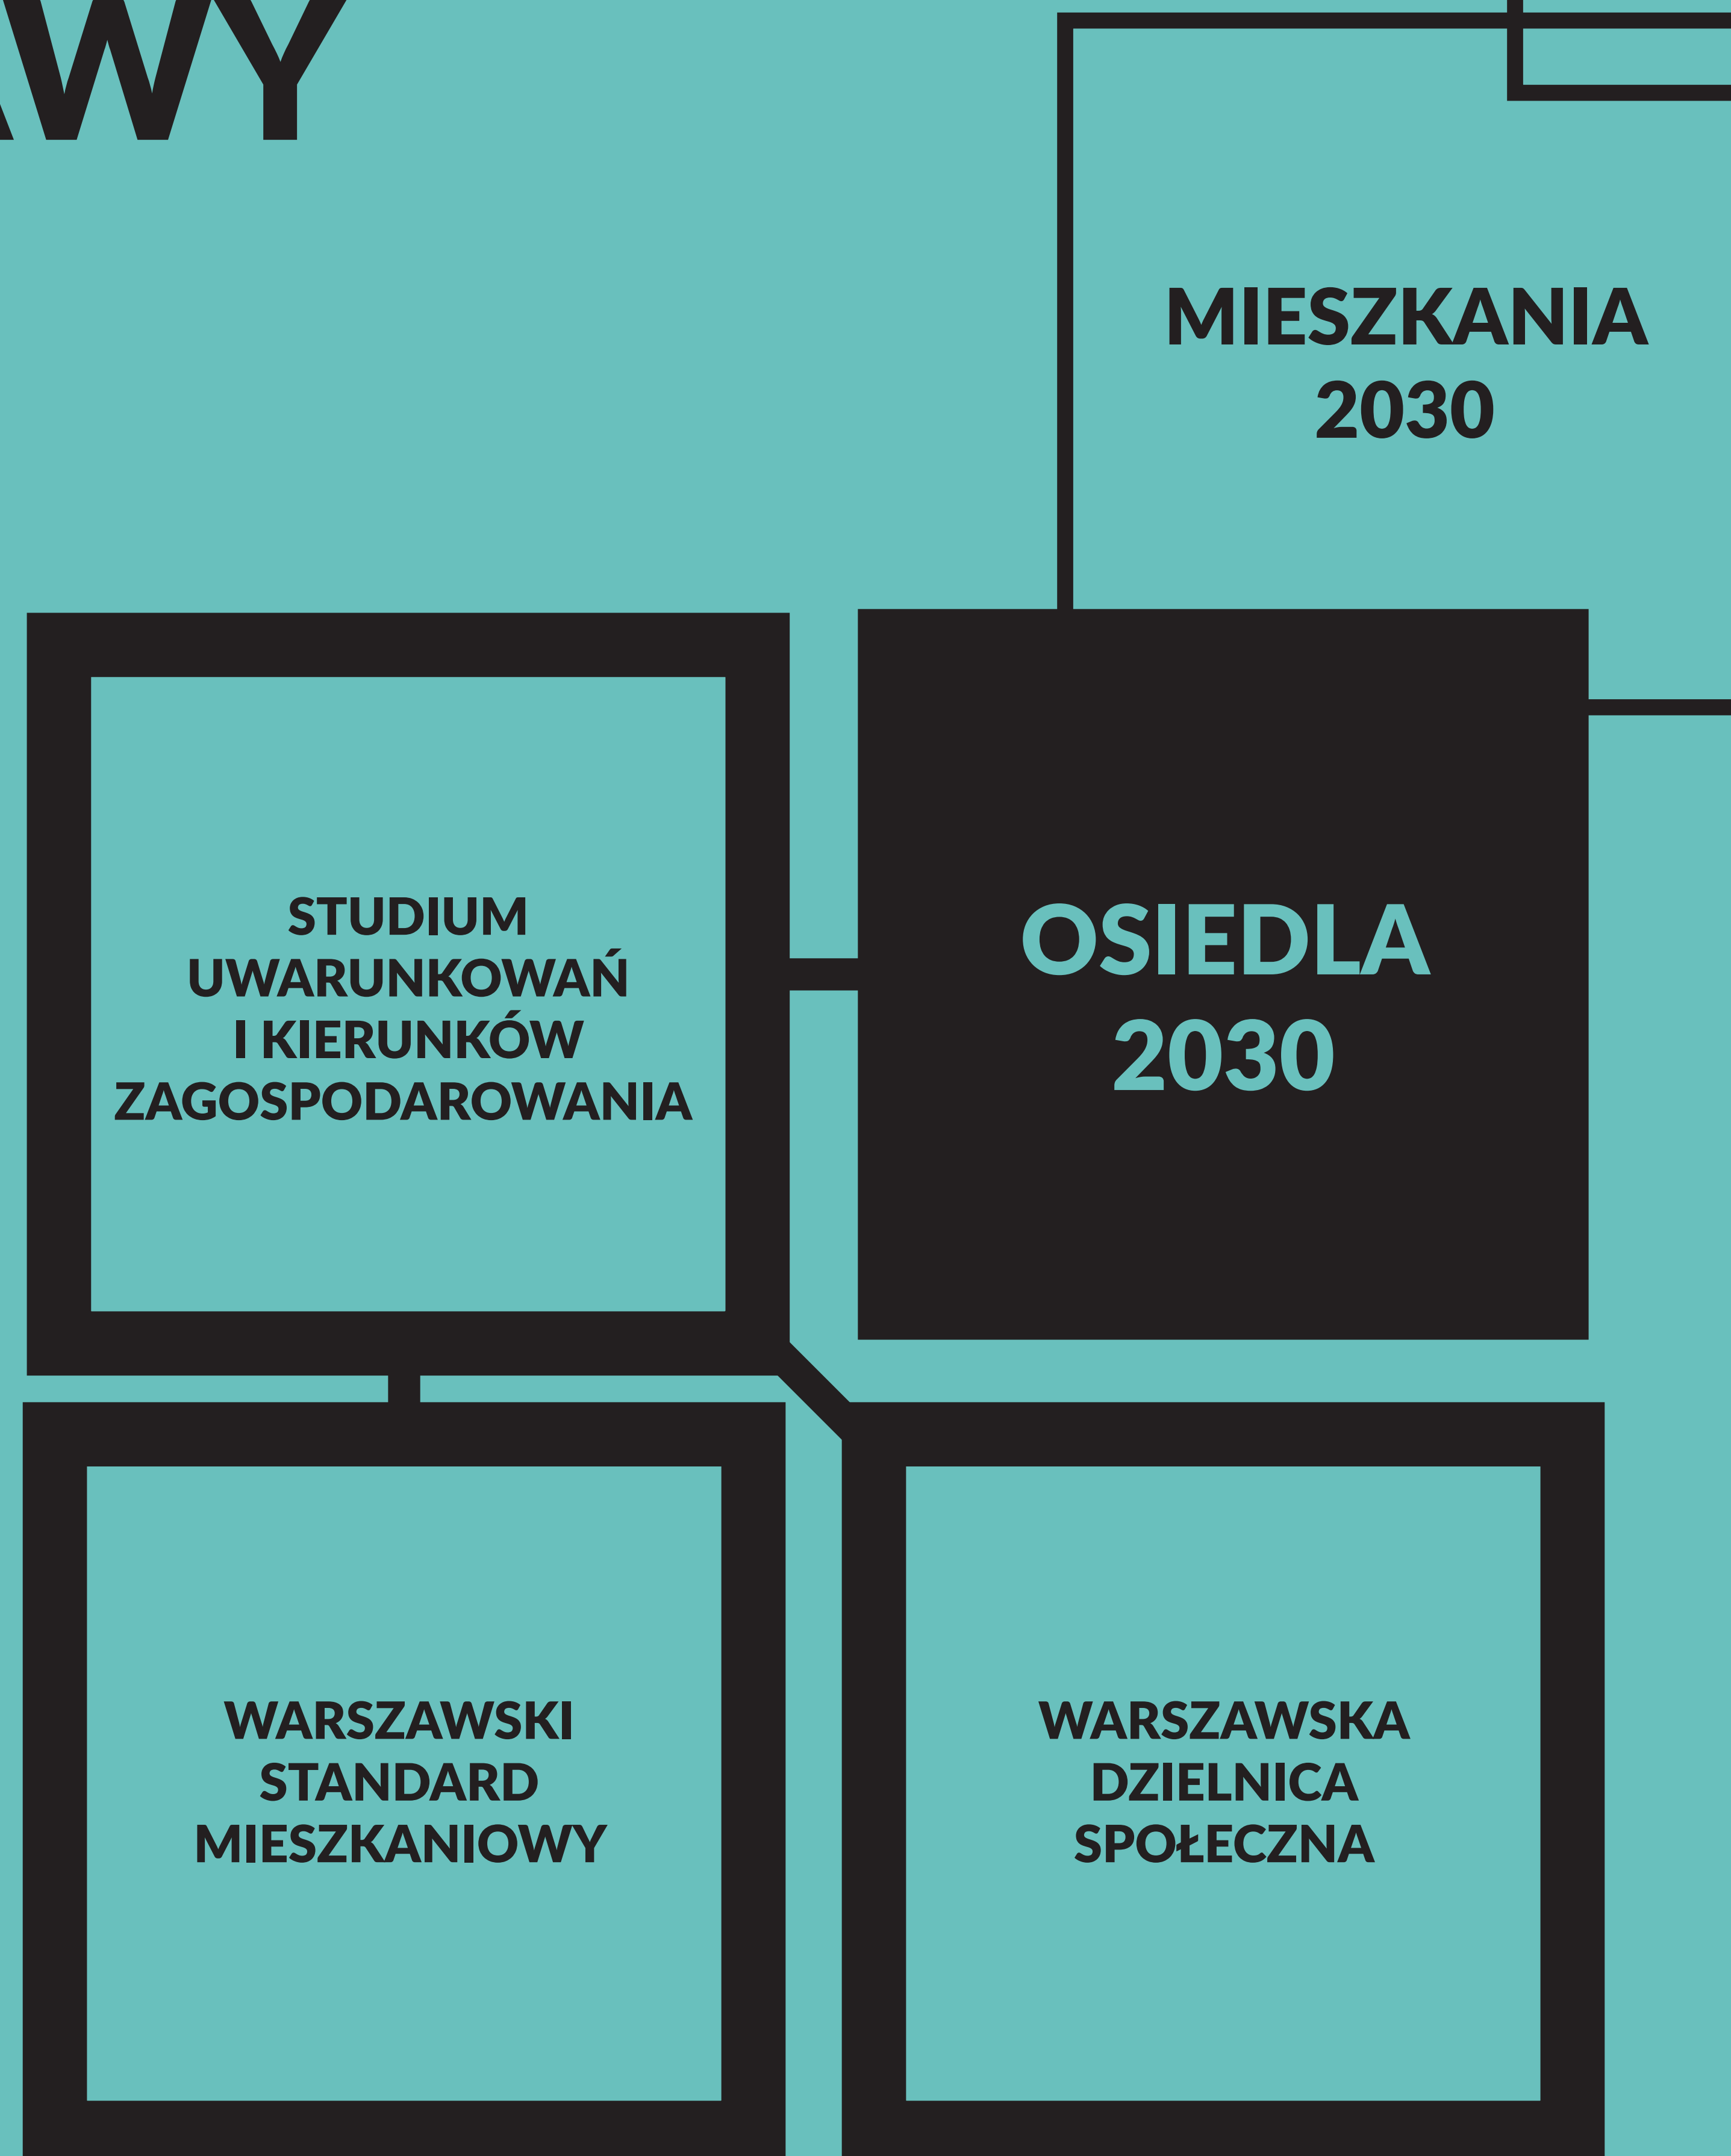 AWY
MIESZKANIA
2030
STUDIUM
UWARUNKOWAŃ
I KIERUNKÓW
ZAGOSPODAROWANIA
OSIEDLA
2030
WARSZAWSKI
STANDARD
MIESZKANIOWY
WARSZAWSKA
DZIELNICA
SPOŁECZNA